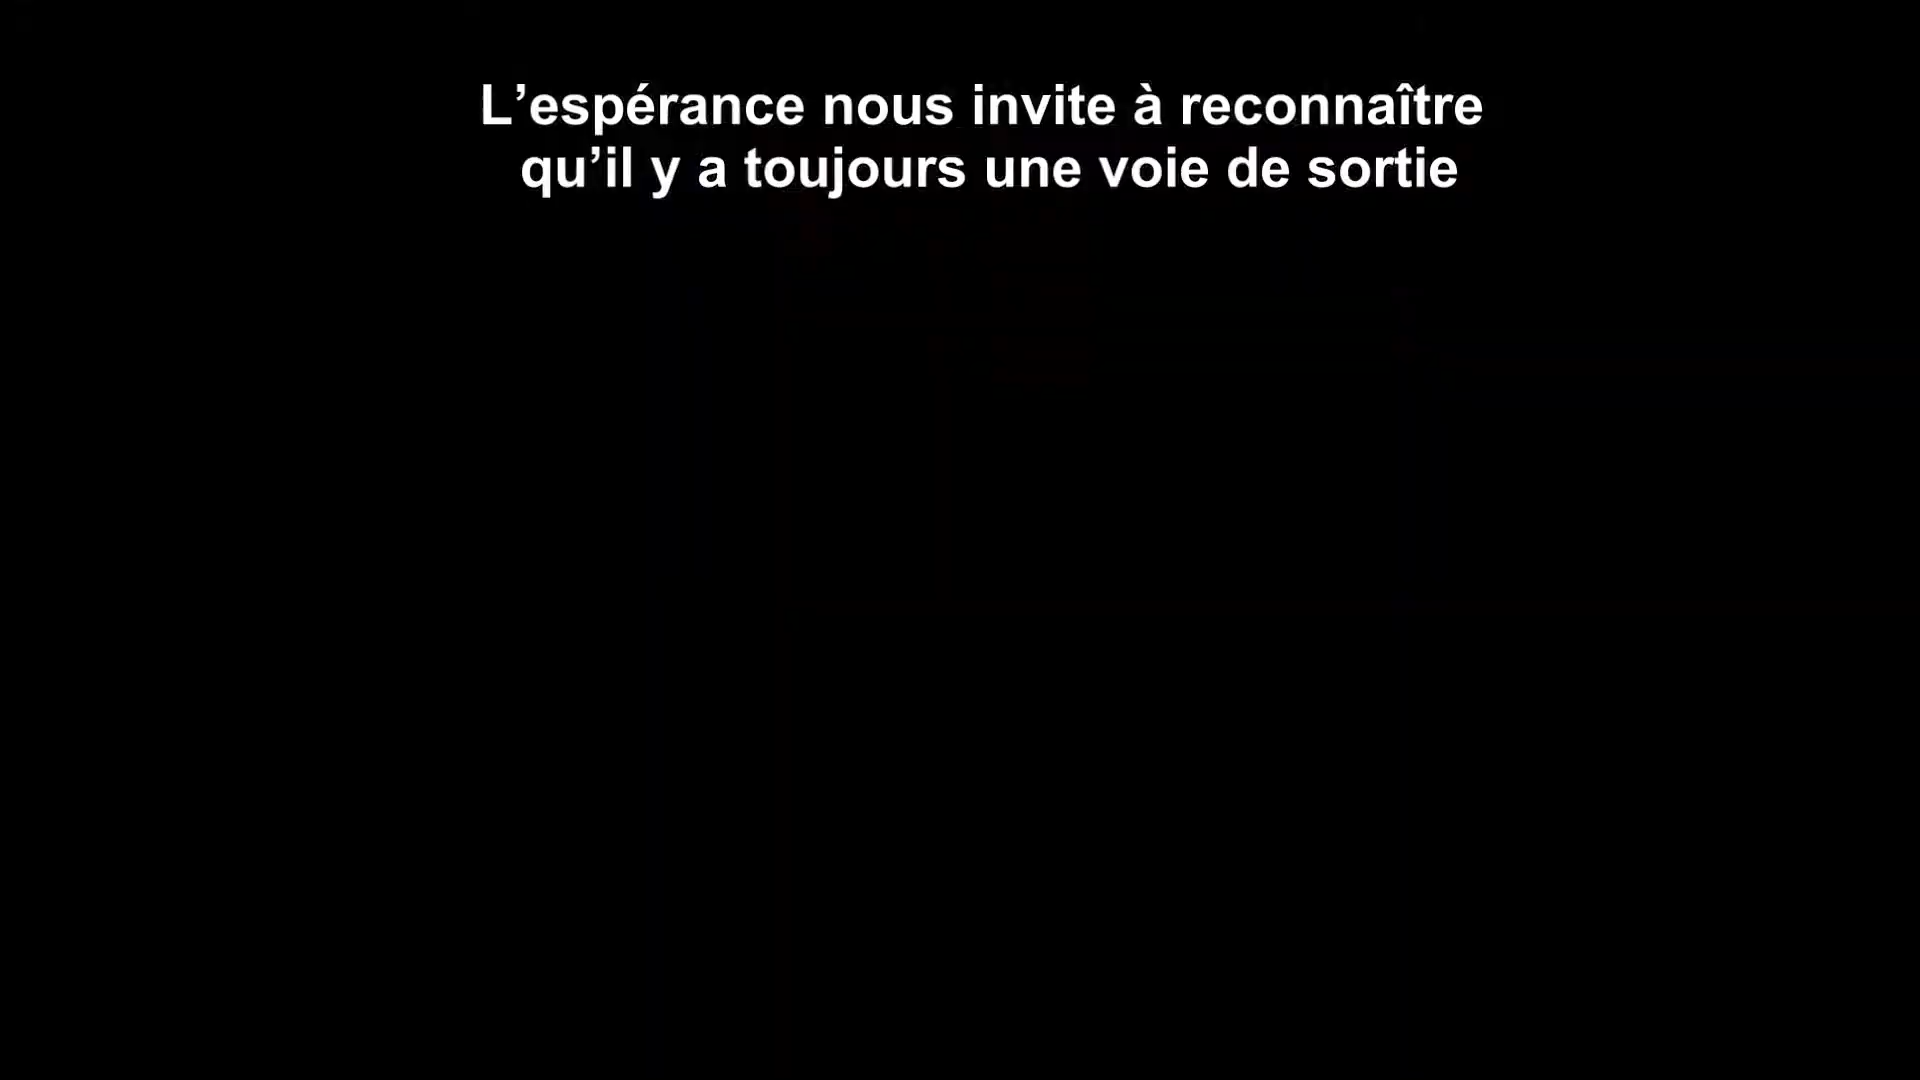 L’espérance nous invite à reconnaître
qu’il y a toujours une voie de sortie